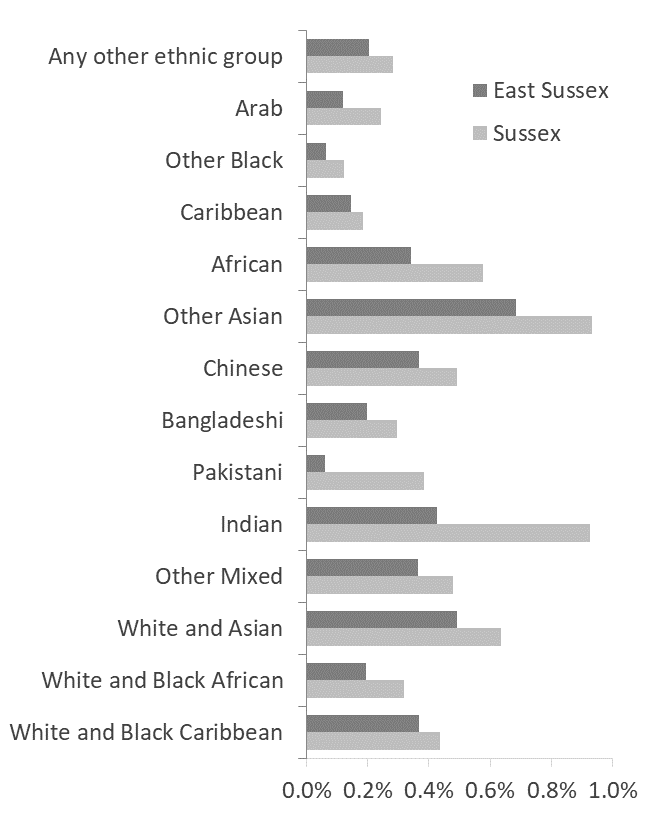 Any other ethnic group
East Sussex
Arab
Sussex
Other Black
Caribbean
African
Other Asian
Chinese
Bangladeshi
Pakistani
Indian
Other Mixed
White and Asian
White and Black African
White and Black Caribbean
0.0% 0.2% 0.4% 0.6% 0.8% 1.0%